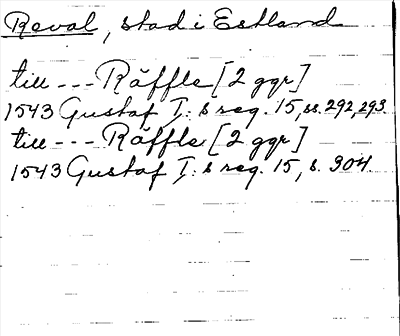 Reval, stad i Estland
till --- Räffle [2 ggr]
1543 Gustaf I:s reg. 15, ss. 292, 293.
till --- Räffle [2 ggr]
1543 Gustaf I:s reg. 15, s. 304.